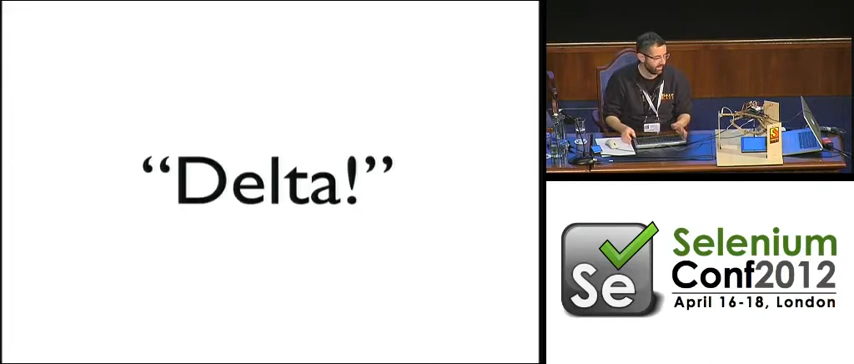 “Delta!”
Se
Selenium
Conf2012
April 16-18, London